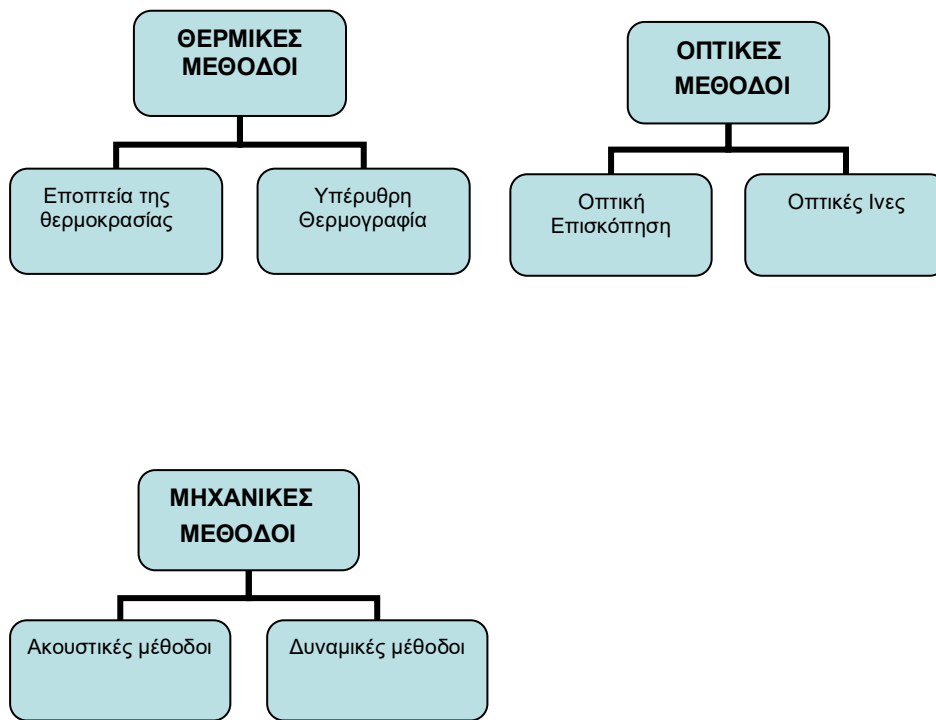 ΘΕΡΜΙΚΕΣ
ΜΕΘΟΔΟΙ
Εποπτεία της
θερμοκρασίας
Υπέρυθρη
Θερμογραφία
ΟΠΤΙΚΕΣ
ΜΕΘΟΔΟΙ
Οπτική
Επισκόπηση
Οπτικές Ινες
ΜΗΧΑΝΙΚΕΣ
ΜΕΘΟΔΟΙ
Ακουστικές μέθοδοι
Δυναμικές μέθοδοι